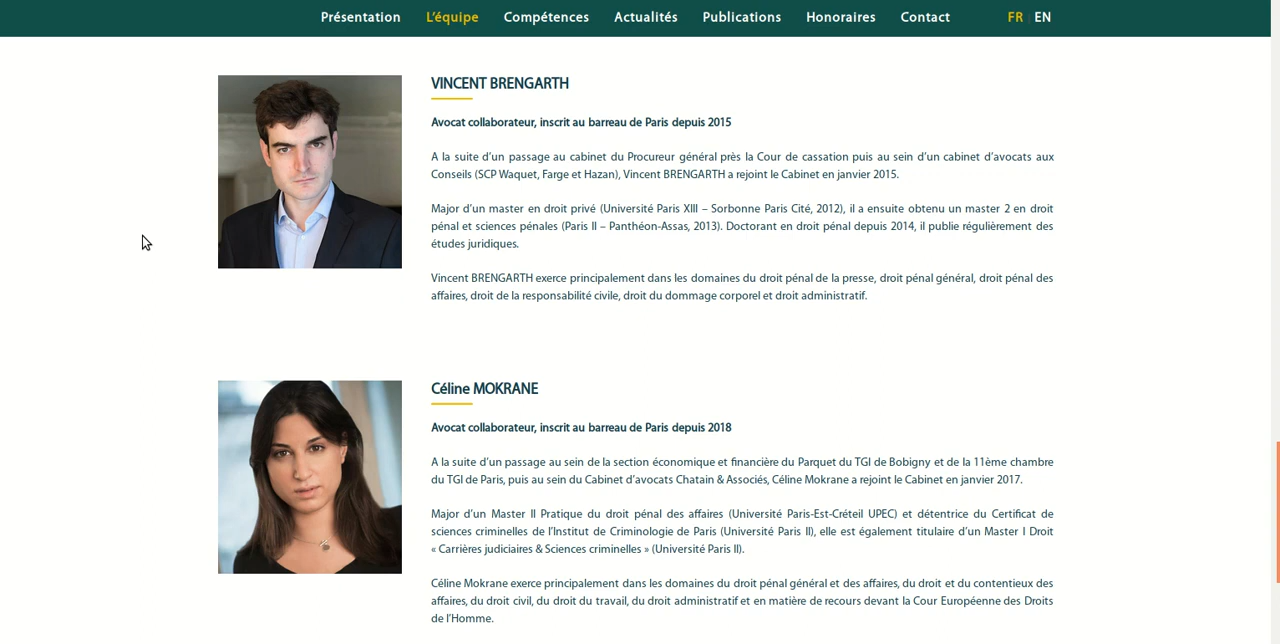 Présentation L'équipe Compétences Actualités Publications Honoraires Contact FR | EN
VINCENT BRENGARTH
Avocat collaborateur, inscrit au barreau de Paris depuis 2015
A la suite d'un passage au cabinet du Procureur général près la Cour de cassation puis au sein d'un cabinet d'avocats aux
Conseils (SCP Waquet, Farge et Hazan), Vincent BRENGARTH a rejoint le Cabinet en janvier 2015.
Major d'un master en droit privé (Université Paris XIII – Sorbonne Paris Cité, 2012), il a ensuite obtenu un master 2 en droit
pénal et sciences pénales (Paris II – Panthéon-Assas, 2013). Doctorant en droit pénal depuis 2014, il publie régulièrement des
études juridiques.
Vincent BRENGARTH exerce principalement dans les domaines du droit pénal de la presse, droit pénal général, droit pénal des
affaires, droit de la responsabilité civile, droit du dommage corporel et droit administratif.
Céline MOKRANE
Avocat collaborateur, inscrit au barreau de Paris depuis 2018
A la suite d'un passage au sein de la section économique et financière du Parquet du TGI de Bobigny et de la 11ème chambre
du TGI de Paris, puis au sein du Cabinet d'avocats Chatain & Associés, Céline Mokrane a rejoint le Cabinet en janvier 2017.
Major d'un Master II Pratique du droit pénal des affaires (Université Paris-Est-Créteil UPEC) et détentrice du Certificat de
sciences criminelles de l'Institut de Criminologie de Paris (Université Paris II), elle est également titulaire d'un Master I Droit
« Carrières judiciaires & Sciences criminelles » (Université Paris II).
Céline Mokrane exerce principalement dans les domaines du droit pénal général et des affaires, du droit et du contentieux des
affaires, du droit civil, du droit du travail, du droit administratif et en matière de recours devant la Cour Européenne des Droits
de l'Homme.